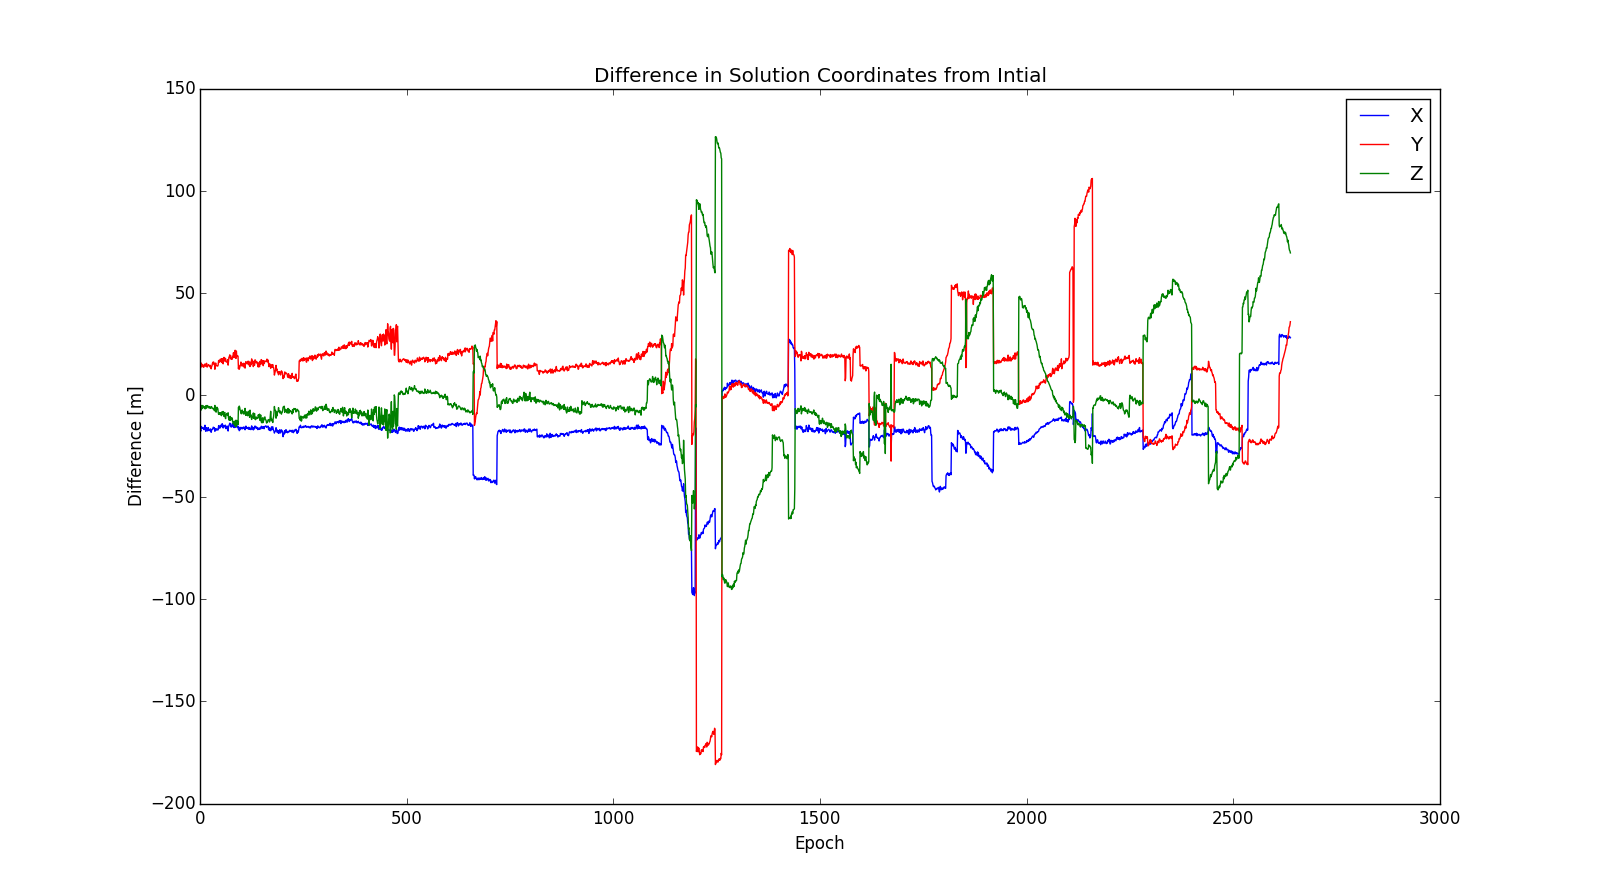 Difference in Solution Coordinates from Intial
150
100
50
0
−50
−100
−150
−200
Difference [m]
0 500 1000 1500 2000 2500 3000
Epoch
X
Y
Z